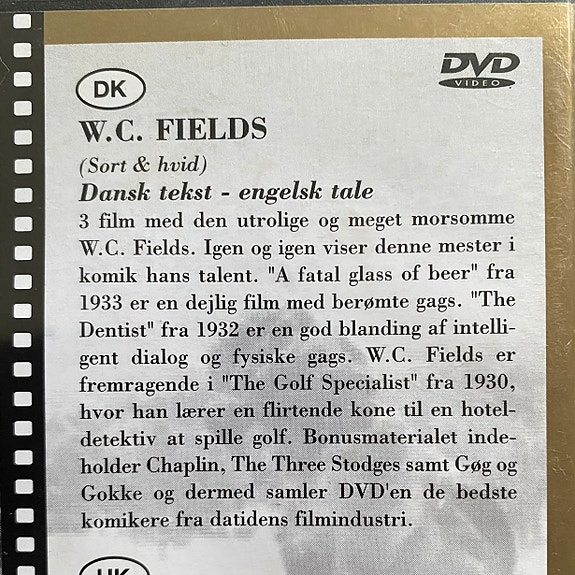 DK
DVD
VIDEO
W.C. FIELDS
(Sort & hvid)
Dansk tekst - engelsk tale
3 film med den utrolige og meget morsomme
W.C. Fields. Igen og igen viser denne mester i
komik hans talent. "A fatal glass of beer" fra
1933 er en dejlig film med berømte gags. "The
Dentist" fra 1932 er en god blanding af intelli-
gent dialog og fysiske gags. W.C. Fields er
fremragende i "The Golf Specialist" fra 1930,
hvor han lærer en flirtende kone til en hotel-
detektiv at spille golf. Bonusmaterialet inde-
holder Chaplin, The Three Stodges samt Gøg og
Gokke og dermed samler DVD'en de bedste
komikere fra datidens filmindustri.
UK